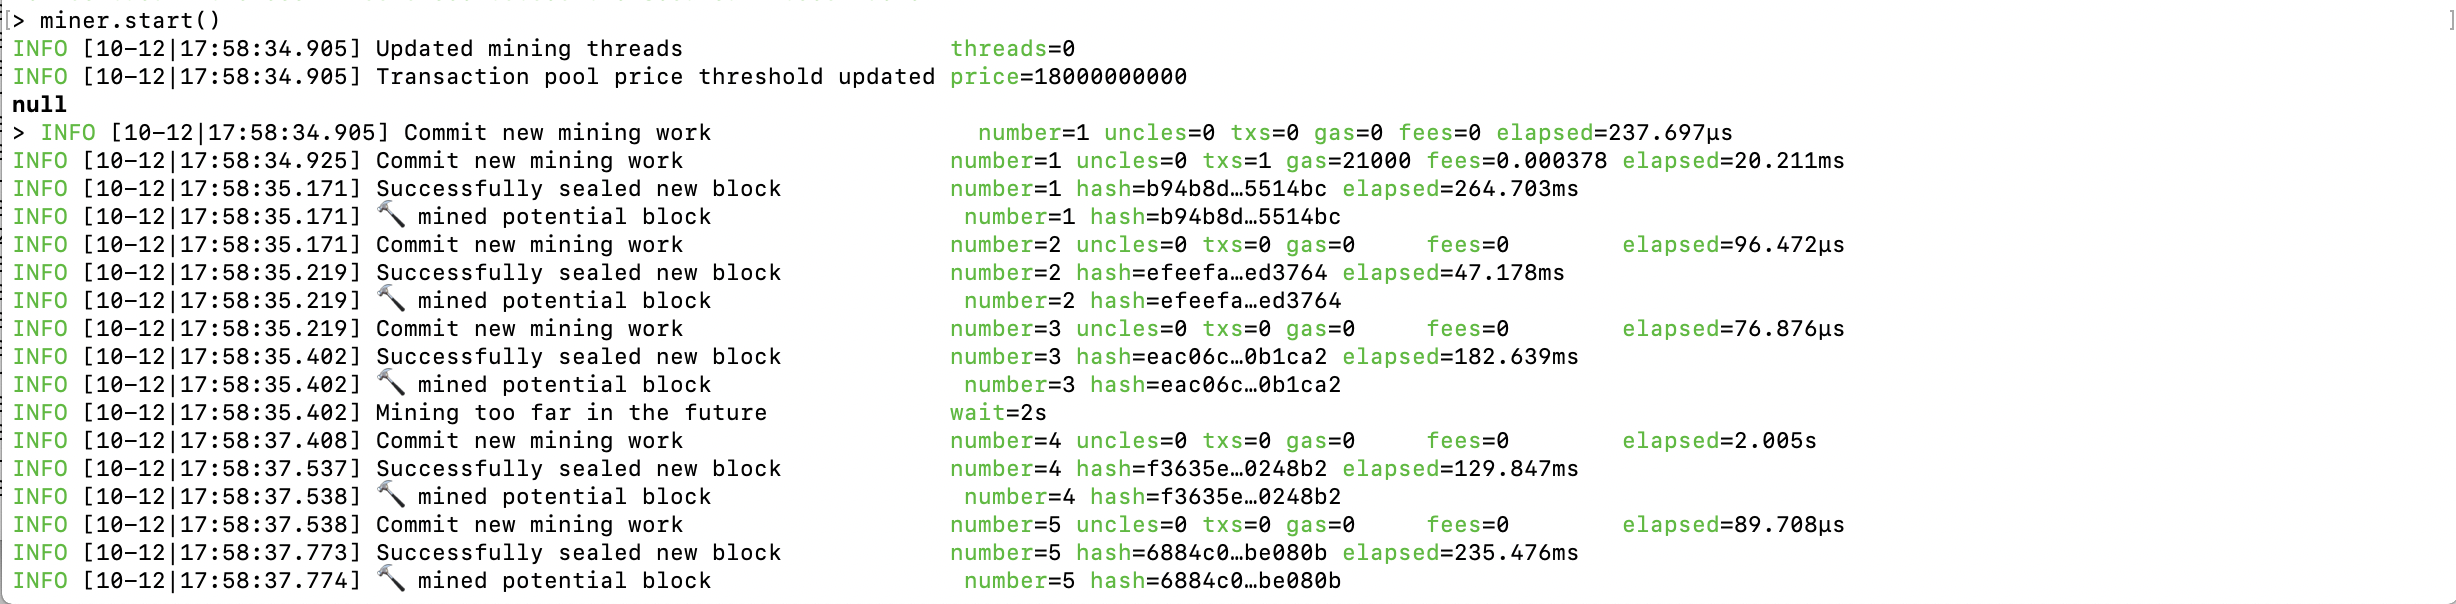 > miner.start()
INFO [10-12|17:58:34.905] Updated mining threads                   threads=0
INFO [10-12|17:58:34.905] Transaction pool price threshold updated price=18000000000
null
> INFO [10-12|17:58:34.905] Commit new mining work                   number=1 uncles=0 txs=0 gas=0 fees=0 elapsed=237.697µs
INFO [10-12|17:58:34.925] Commit new mining work                   number=1 uncles=0 txs=1 gas=21000 fees=0.000378 elapsed=20.211ms
INFO [10-12|17:58:35.171] Successfully sealed new block            number=1 hash=b94b8d…5514bc elapsed=264.703ms
INFO [10-12|17:58:35.171] 🔨 mined potential block                  number=1 hash=b94b8d…5514bc
INFO [10-12|17:58:35.171] Commit new mining work                   number=2 uncles=0 txs=0 gas=0     fees=0        elapsed=96.472µs
INFO [10-12|17:58:35.219] Successfully sealed new block            number=2 hash=efeefa…ed3764 elapsed=47.178ms
INFO [10-12|17:58:35.219] 🔨 mined potential block                  number=2 hash=efeefa…ed3764
INFO [10-12|17:58:35.219] Commit new mining work                   number=3 uncles=0 txs=0 gas=0     fees=0        elapsed=76.876µs
INFO [10-12|17:58:35.402] Successfully sealed new block            number=3 hash=eac06c…0b1ca2 elapsed=182.639ms
INFO [10-12|17:58:35.402] 🔨 mined potential block                  number=3 hash=eac06c…0b1ca2
INFO [10-12|17:58:35.402] Mining too far in the future             wait=2s
INFO [10-12|17:58:37.408] Commit new mining work                   number=4 uncles=0 txs=0 gas=0     fees=0        elapsed=2.005s
INFO [10-12|17:58:37.537] Successfully sealed new block            number=4 hash=f3635e…0248b2 elapsed=129.847ms
INFO [10-12|17:58:37.538] 🔨 mined potential block                  number=4 hash=f3635e…0248b2
INFO [10-12|17:58:37.538] Commit new mining work                   number=5 uncles=0 txs=0 gas=0     fees=0        elapsed=89.708µs
INFO [10-12|17:58:37.773] Successfully sealed new block            number=5 hash=6884c0…be080b elapsed=235.476ms
INFO [10-12|17:58:37.774] 🔨 mined potential block                  number=5 hash=6884c0…be080b